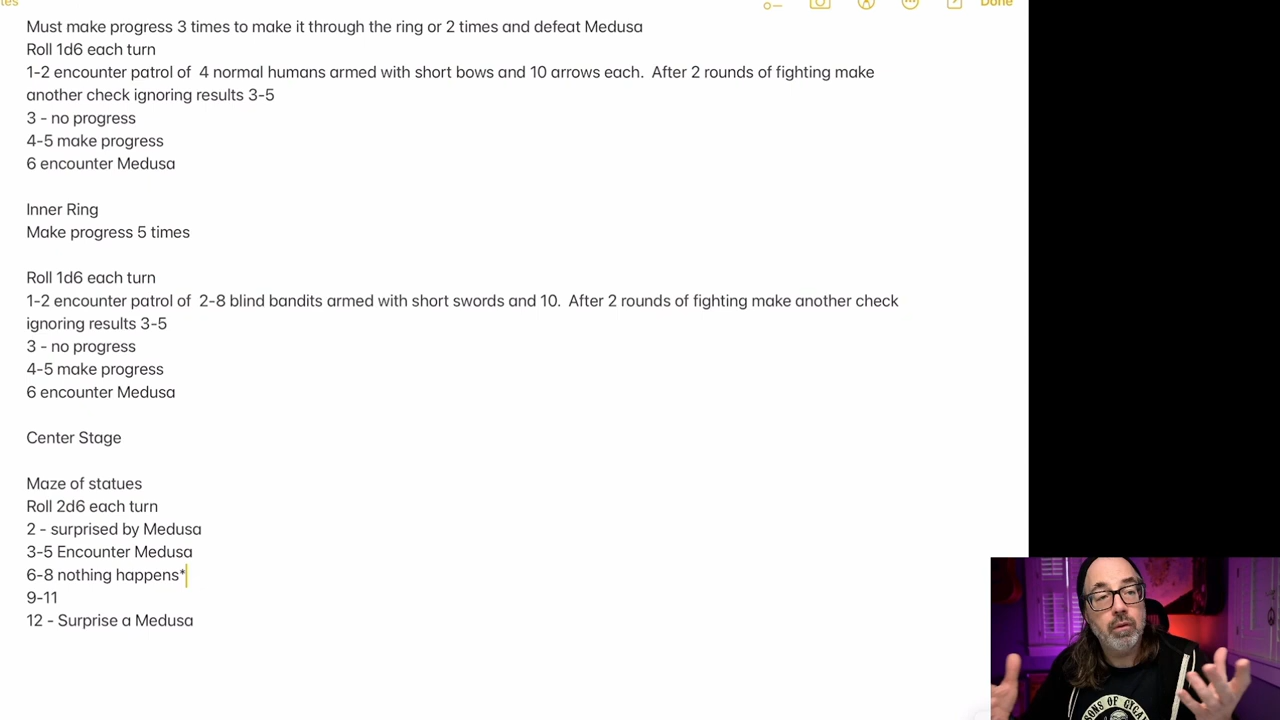 Done
Must make progress 3 times to make it through the ring or 2 times and defeat Medusa
Roll 1d6 each turn
1-2 encounter patrol of  4 normal humans armed with short bows and 10 arrows each.  After 2 rounds of fighting make
another check ignoring results 3-5
3 - no progress
4-5 make progress
6 encounter Medusa
Inner Ring
Make progress 5 times
Roll 1d6 each turn
1-2 encounter patrol of  2-8 blind bandits armed with short swords and 10.  After 2 rounds of fighting make another check
ignoring results 3-5
3 - no progress
4-5 make progress
6 encounter Medusa
Center Stage
Maze of statues
Roll 2d6 each turn
2 - surprised by Medusa
3-5 Encounter Medusa
6-8 nothing happens*
9-11
12 - Surprise a Medusa